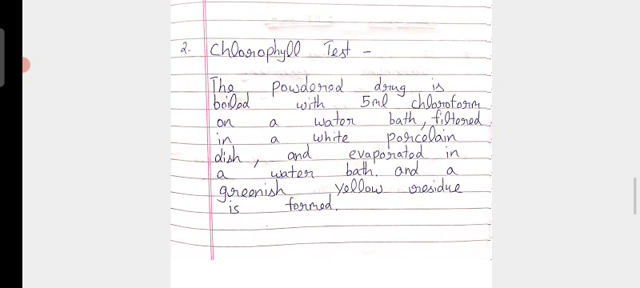 2. Chlorophyll Test -
The powdered drug is
boiled with 5ml chloroform
on a water bath, filtered
in a white porcelain
dish, and evaporated in
a water bath. and a
greenish yellow residue
is formed.